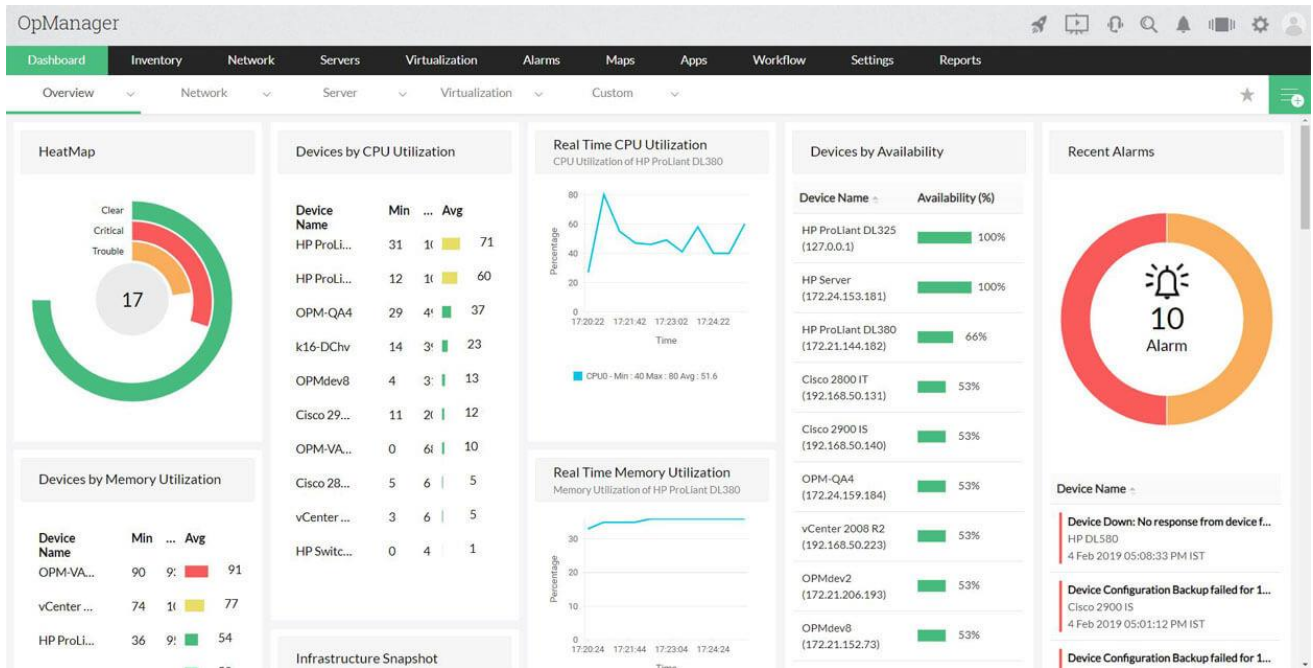 OpManager
Dashboard Inventory Network Servers Virtualization Alarms Maps Apps Workflow Settings Reports
Overview Network Server Virtualization Custom
HeatMap
Clear
Critical
Trouble
17
Devices by Memory Utilization
Device Name Min ... Avg
OPM-VA... 90 91
vCenter ... 74 77
HP ProLi... 36 54
Devices by CPU Utilization
Device Name Min ... Avg
HP ProLi... 31 71
HP ProLi... 12 60
OPM-QA4 29 37
k16-DChv 14 23
OPMdev8 4 13
Cisco 29... 11 12
OPM-VA... 0 10
Cisco 28... 5 6 5
vCenter ... 3 6 5
HP Switc... 0 4 1
Infrastructure Snapshot
Real Time CPU Utilization
CPU Utilization of HP ProLiant DL380
Percentage
80
60
40
20
0
17:20:22 17:21:42 17:23:02 17:24:22
Time
CPU0 - Min : 40 Max : 80 Avg : 51.6
Real Time Memory Utilization
Memory Utilization of HP ProLiant DL380
Percentage
30
20
10
0
17:20:24 17:21:44 17:23:04 17:24:24
Time
Devices by Availability
Device Name Availability (%)
HP ProLiant DL325
(127.0.0.1) 100%
HP Server
(172.24.153.181) 100%
HP ProLiant DL380
(172.21.144.182) 66%
Cisco 2800 IT
(192.168.50.131) 53%
Cisco 2900 IS
(192.168.50.140) 53%
OPM-QA4
(172.24.159.184) 53%
vCenter 2008 R2
(192.168.50.223) 53%
OPMdev2
(172.21.206.193) 53%
OPMdev8
(172.21.152.73) 53%
Recent Alarms
10
Alarm
Device Name
Device Down: No response from device f...
HP DL580
4 Feb 2019 05:08:33 PM IST
Device Configuration Backup failed for 1...
Cisco 2900 IS
4 Feb 2019 05:01:12 PM IST
Device Configuration Backup failed for 1...